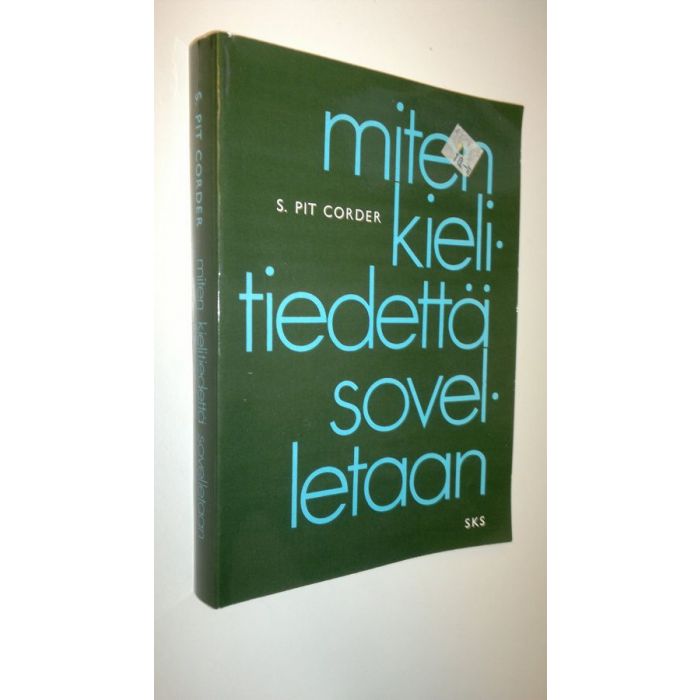 miten
S. PIT CORDER
kieli-
tiedettä
sovel-
letaan
SKS
S. PIT CORDER miten kielitiedettä sovelletaan